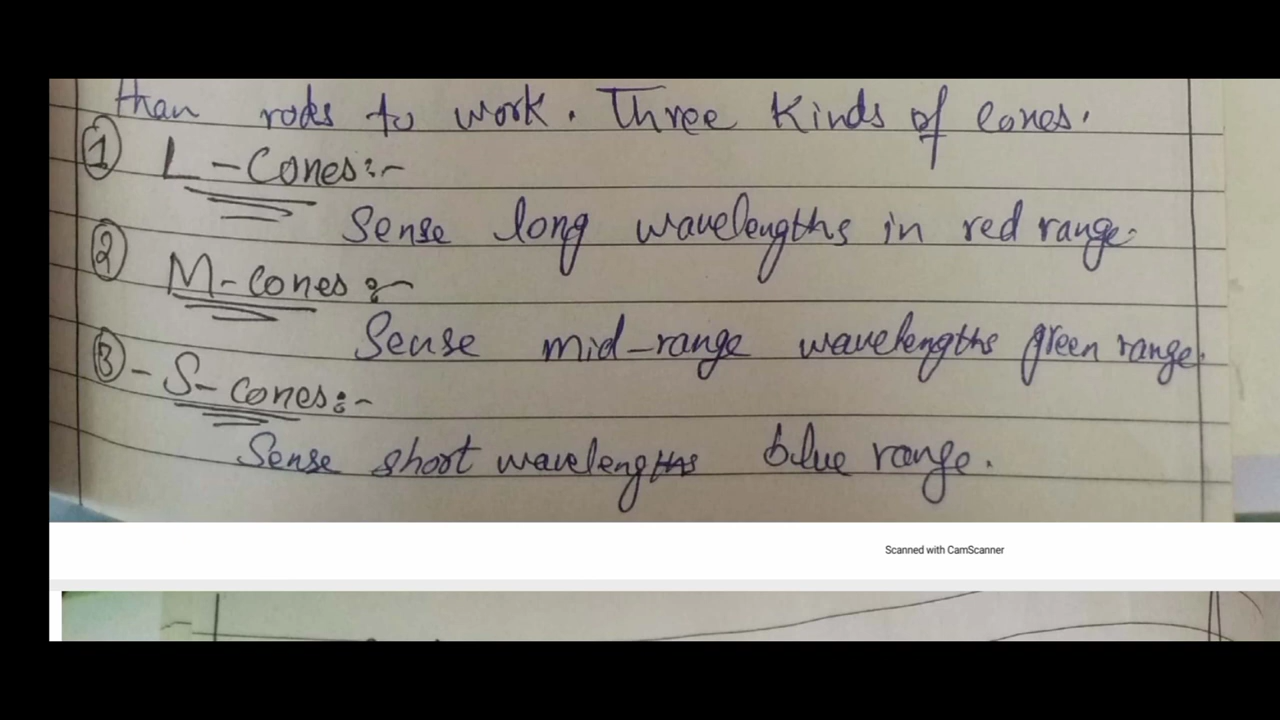 than rods to work. Three kinds of cones.
① L-Cones:-
Sense long wavelengths in red range.
② M-cones:-
Sense mid-range wavelengths green range.
③- S-cones:-
Sense short wavelengths blue range.
Scanned with CamScanner